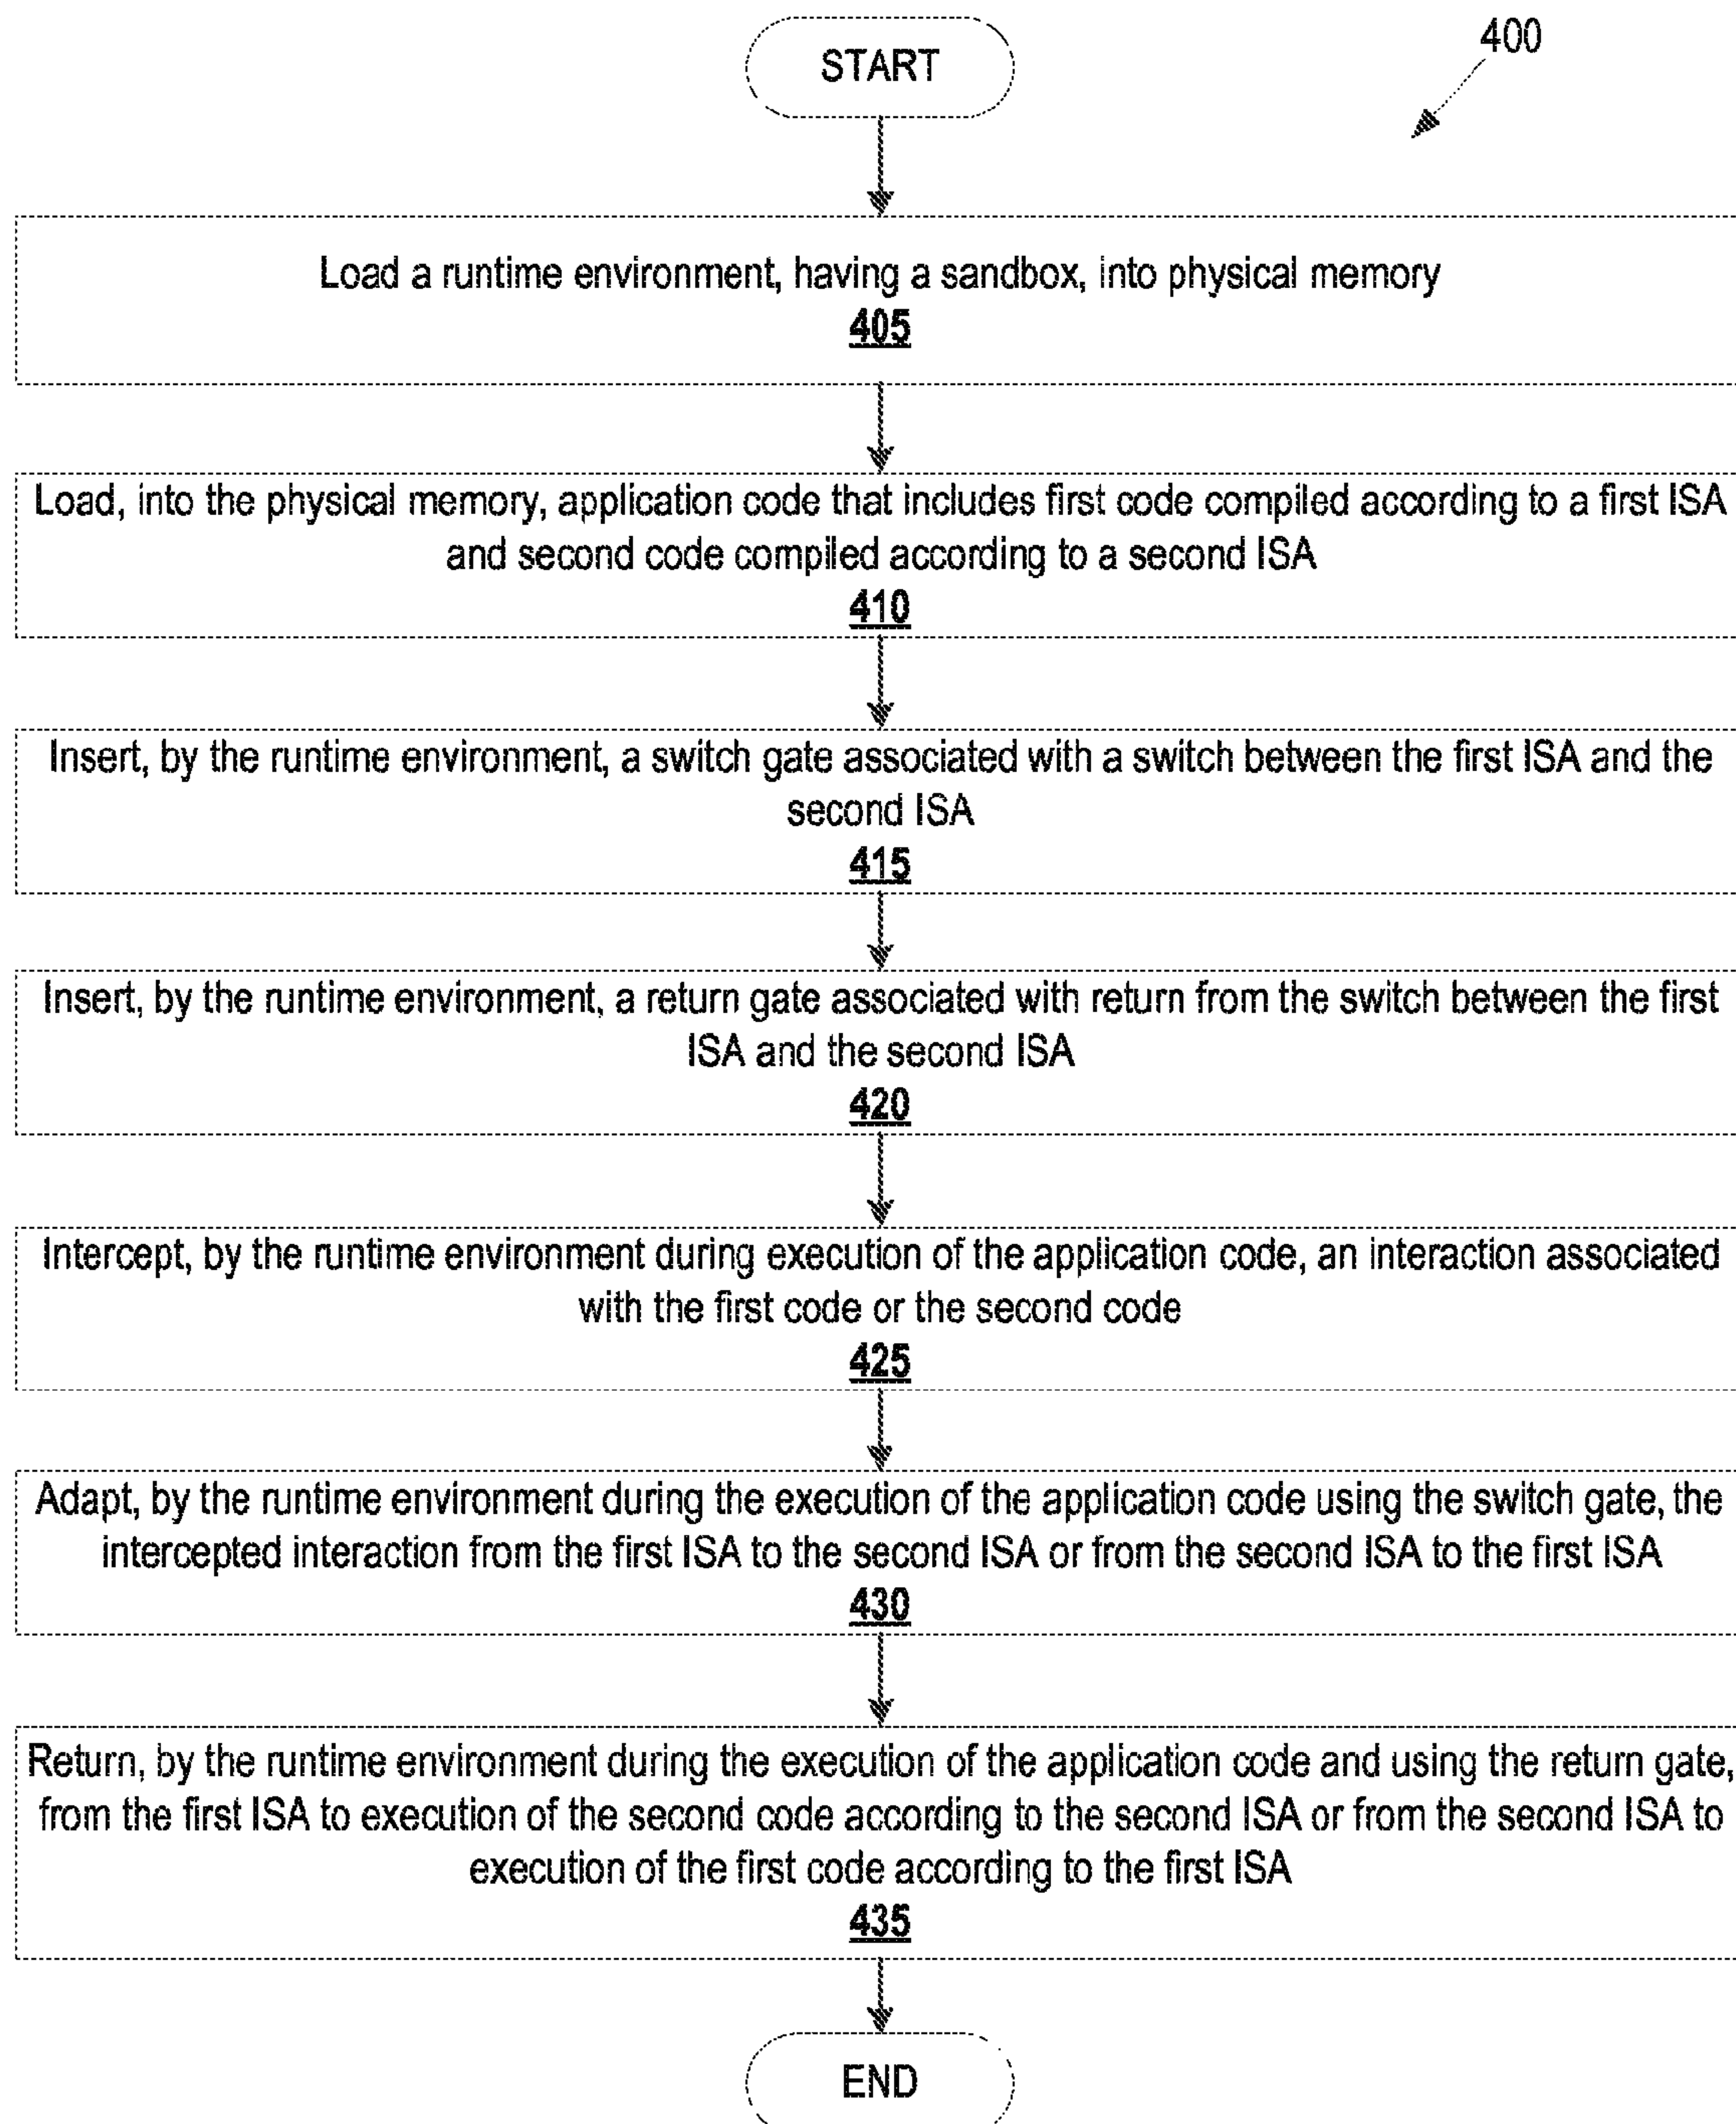 START
400
Load a runtime environment, having a sandbox, into physical memory
405
Load, into the physical memory, application code that includes first code compiled according to a first ISA
and second code compiled according to a second ISA
410
Insert, by the runtime environment, a switch gate associated with a switch between the first ISA and the
second ISA
415
Insert, by the runtime environment, a return gate associated with return from the switch between the first
ISA and the second ISA
420
Intercept, by the runtime environment during execution of the application code, an interaction associated
with the first code or the second code
425
Adapt, by the runtime environment during the execution of the application code using the switch gate, the
intercepted interaction from the first ISA to the second ISA or from the second ISA to the first ISA
430
Return, by the runtime environment during the execution of the application code and using the return gate,
from the first ISA to execution of the second code according to the second ISA or from the second ISA to
execution of the first code according to the first ISA
435
END